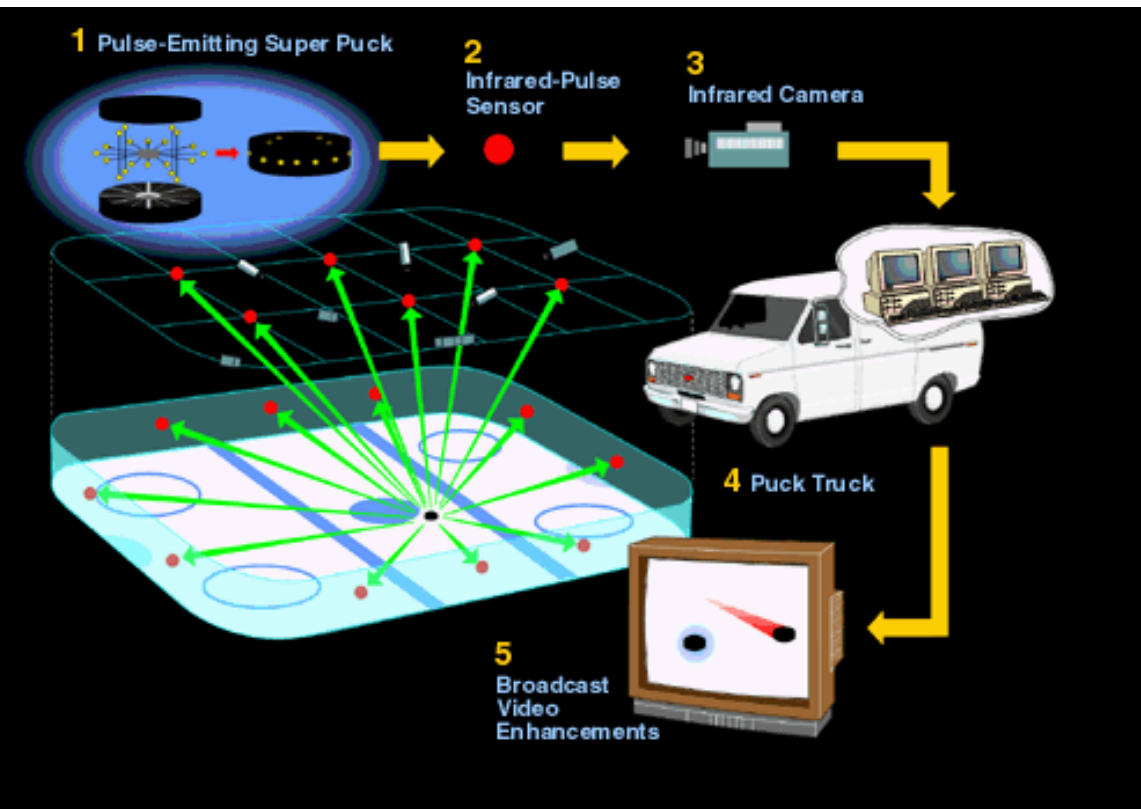 1 Pulse-Emitting Super Puck
2
Infrared-Pulse
Sensor
3
Infrared Camera
4 Puck Truck
5
Broadcast
Video
Enhancements